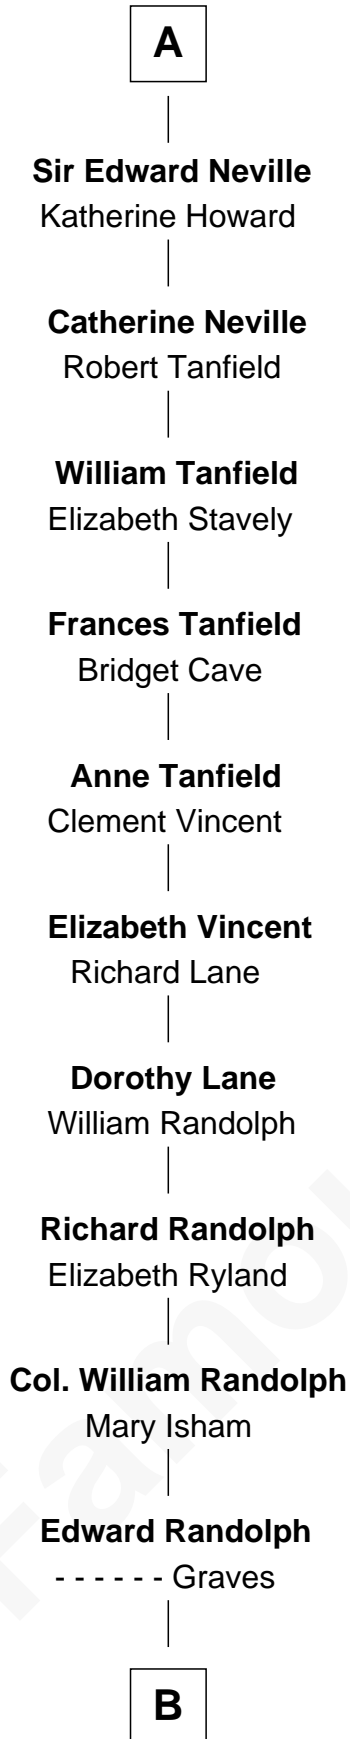 A
Sir Edward Neville
Katherine Howard
Catherine Neville
Robert Tanfield
William Tanfield
Elizabeth Stavely
Frances Tanfield
Bridget Cave
Anne Tanfield
Clement Vincent
Elizabeth Vincent
Richard Lane
Dorothy Lane
William Randolph
Richard Randolph
Elizabeth Ryland
Col. William Randolph
Mary Isham
Edward Randolph
- - - - - - Graves
B